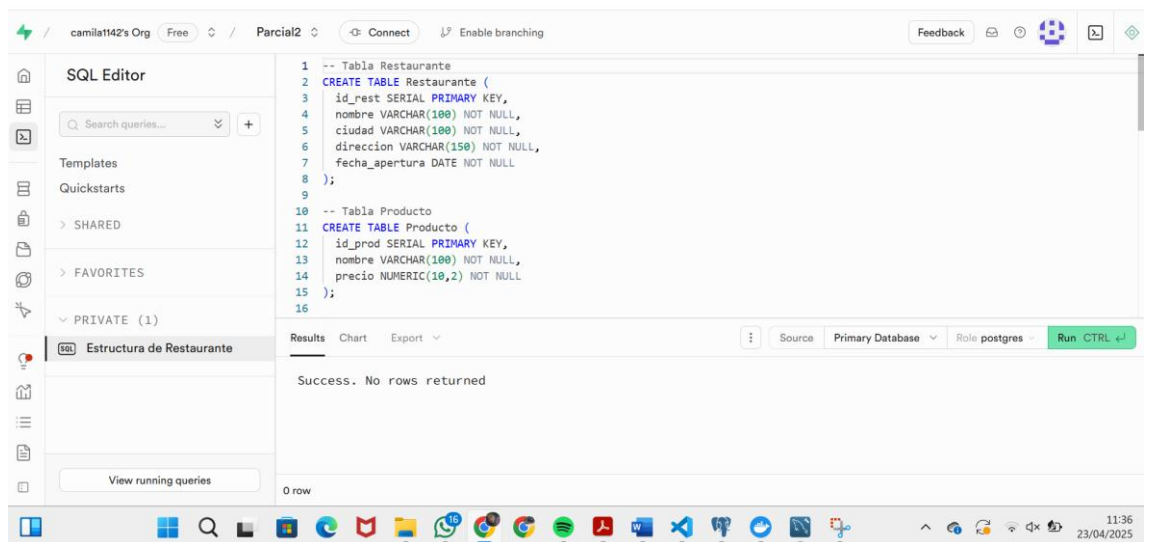 / camila1142's Org Free / Parcial2 Connect Enable branching Feedback
SQL Editor
Search queries...
Templates
Quickstarts
SHARED
FAVORITES
PRIVATE (1)
SQL Estructura de Restaurante
View running queries
1 -- Tabla Restaurante
2 CREATE TABLE Restaurante (
3 id_rest SERIAL PRIMARY KEY,
4 nombre VARCHAR(100) NOT NULL,
5 ciudad VARCHAR(100) NOT NULL,
6 direccion VARCHAR(150) NOT NULL,
7 fecha_apertura DATE NOT NULL
8 );
9
10 -- Tabla Producto
11 CREATE TABLE Producto (
12 id_prod SERIAL PRIMARY KEY,
13 nombre VARCHAR(100) NOT NULL,
14 precio NUMERIC(10,2) NOT NULL
15 );
16
Results Chart Export Source Primary Database Role postgres Run CTRL ↵
Success. No rows returned
0 row
16
11:36
23/04/2025